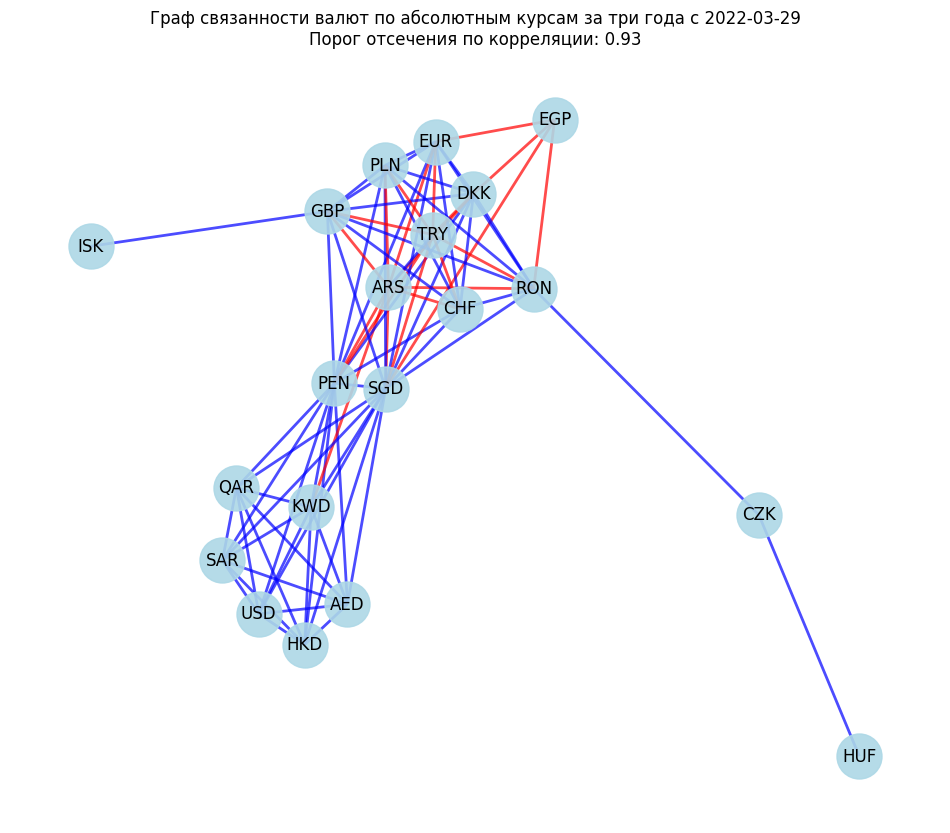 Граф связанности валют по абсолютным курсам за три года с 2022-03-29
Порог отсечения по корреляции: 0.93
EGP
EUR
PLN
DKK
GBP
TRY
ISK
ARS
RON
CHF
PEN
SGD
QAR
KWD
CZK
SAR
AED
USD
HKD
HUF